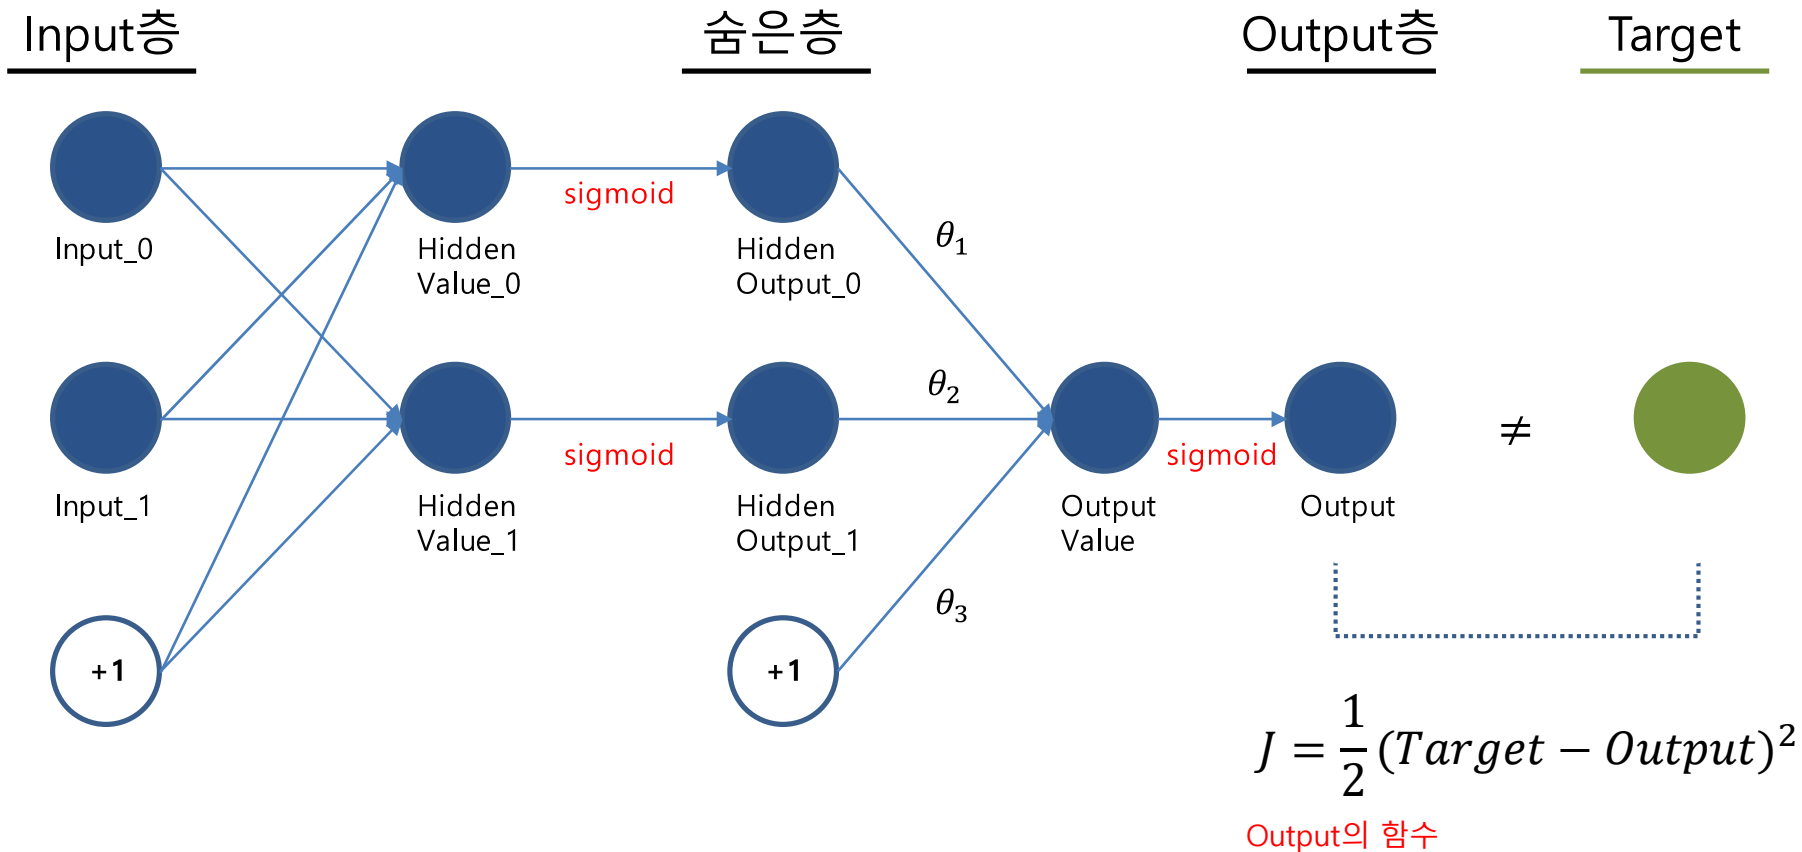 Input층
숨은층
Output층
Target
sigmoid
Input_0
Hidden
Value_0
Hidden
Output_0
θ₁
θ₂
sigmoid
sigmoid
≠
Input_1
Hidden
Value_1
Hidden
Output_1
Output
Value
Output
θ₃
+1
+1
J = 1/2 (Target − Output)²
Output의 함수